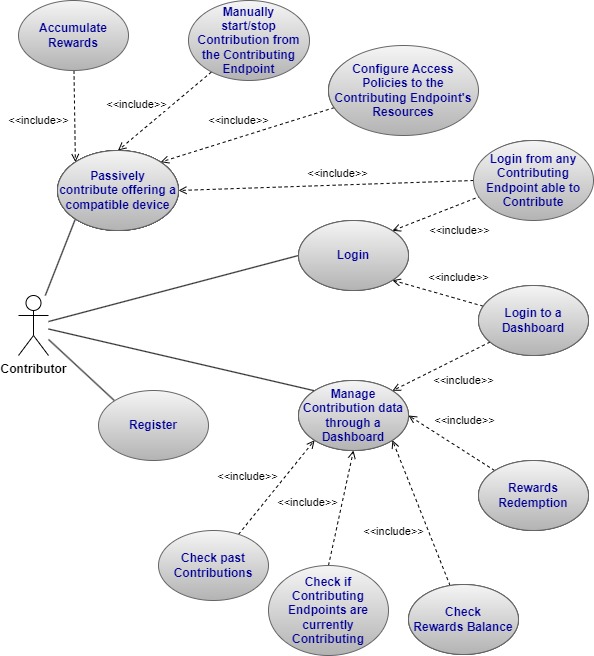 Accumulate
Rewards
Manually
start/stop
Contribution from
the Contributing
Endpoint
Configure Access
Policies to the
Contributing Endpoint's
Resources
<<include>>
<<include>>
<<include>>
Passively
contribute offering a
compatible device
<<include>>
Login from any
Contributing
Endpoint able to
Contribute
<<include>>
Login
<<include>>
Login to a
Dashboard
Contributor
<<include>>
Manage
Contribution data
through a
Dashboard
Register
<<include>>
<<include>>
<<include>>
<<include>>
Rewards
Redemption
Check past
Contributions
Check if
Contributing
Endpoints are
currently
Contributing
Check
Rewards Balance